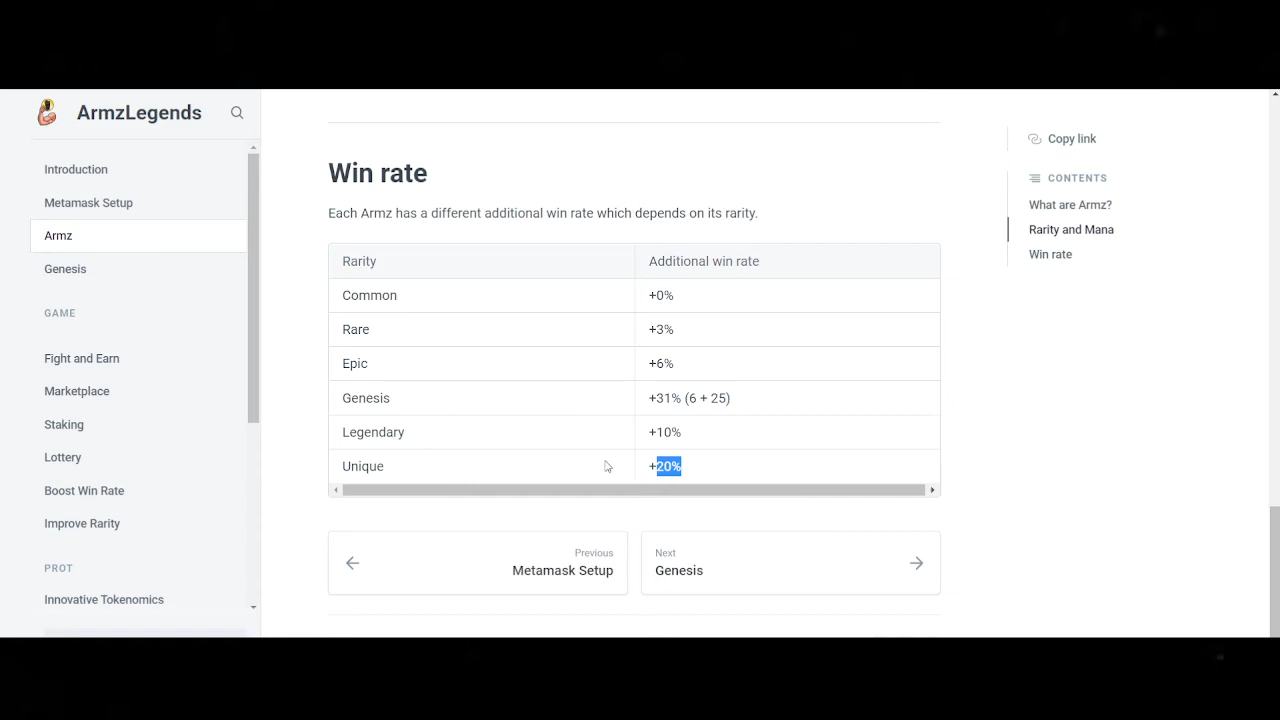 ArmzLegends
Introduction
Metamask Setup
Armz
Genesis
GAME
Fight and Earn
Marketplace
Staking
Lottery
Boost Win Rate
Improve Rarity
PROT
Innovative Tokenomics
Win rate
Each Armz has a different additional win rate which depends on its rarity.
Rarity Additional win rate
Common +0%
Rare +3%
Epic +6%
Genesis +31% (6 + 25)
Legendary +10%
Unique +20%
Previous
Metamask Setup
Next
Genesis
Copy link
CONTENTS
What are Armz?
Rarity and Mana
Win rate